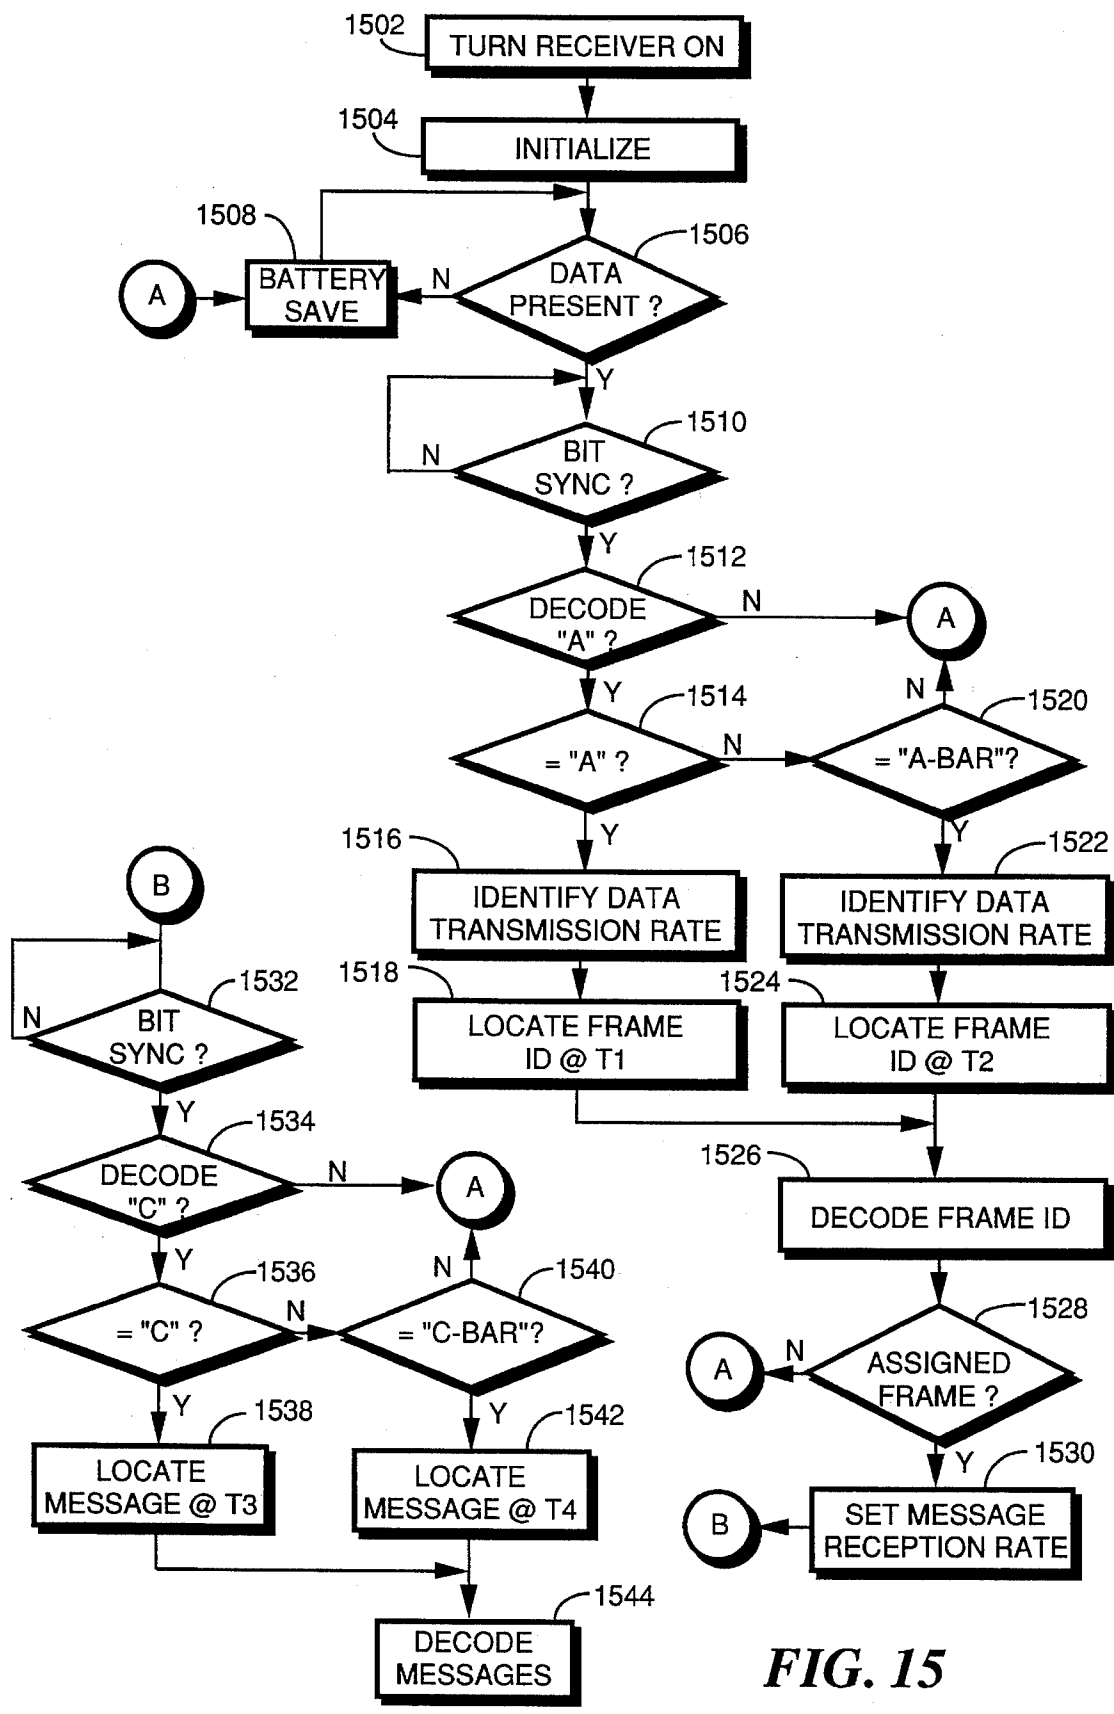 1502
TURN RECEIVER ON
1504
INITIALIZE
1508
1506
A
BATTERY
SAVE
N
DATA
PRESENT ?
Y
1510
N
BIT
SYNC ?
Y
1512
DECODE
"A" ?
N
A
Y
1514
= "A" ?
N
N
1520
= "A-BAR"?
Y
Y
1516
IDENTIFY DATA
TRANSMISSION RATE
1522
IDENTIFY DATA
TRANSMISSION RATE
1518
LOCATE FRAME
ID @ T1
1524
LOCATE FRAME
ID @ T2
1526
DECODE FRAME ID
1528
ASSIGNED
FRAME ?
N
A
Y
1530
SET MESSAGE
RECEPTION RATE
B
B
1532
N
BIT
SYNC ?
Y
1534
DECODE
"C" ?
N
A
Y
1536
= "C" ?
N
N
1540
= "C-BAR"?
Y
Y
1538
LOCATE
MESSAGE @ T3
1542
LOCATE
MESSAGE @ T4
1544
DECODE
MESSAGES
FIG. 15